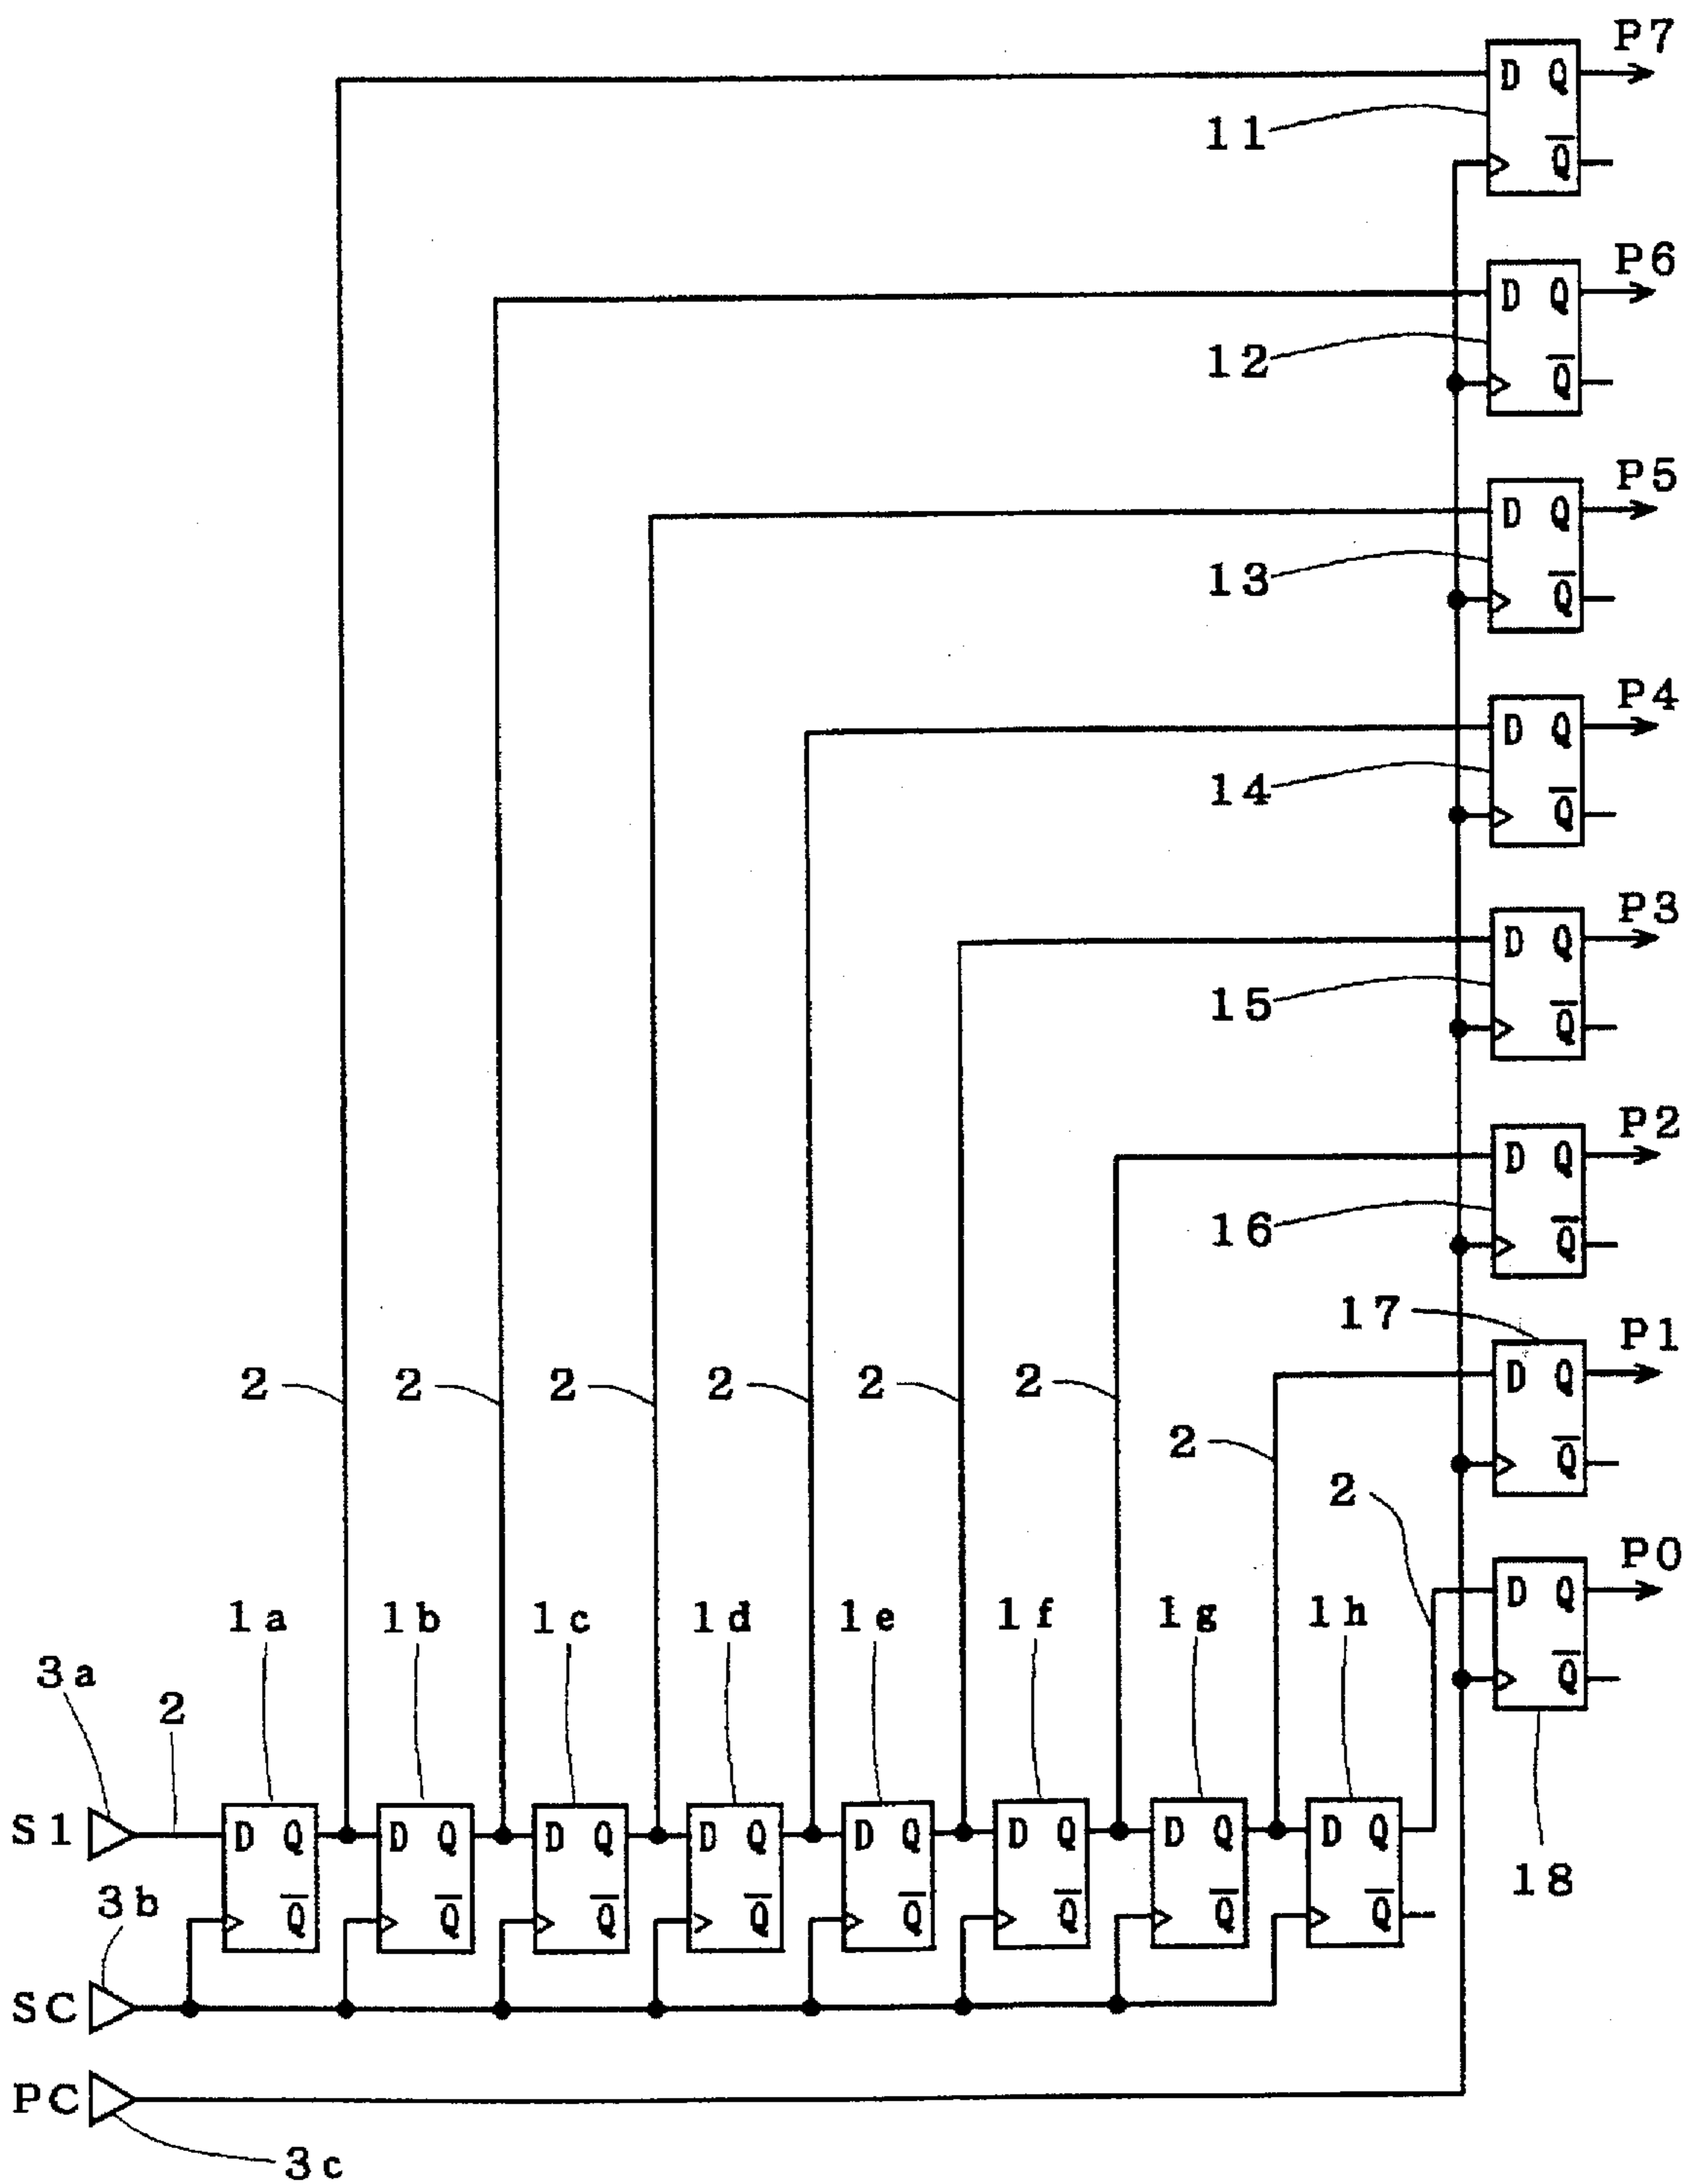 P7
D Q
11
Q̅
P6
D Q
12
Q̅
P5
D Q
13
Q̅
P4
D Q
14
Q̅
P3
D Q
15
Q̅
P2
D Q
16
Q̅
17
P1
D Q
Q̅
2 2 2 2 2 2
2
2
P0
D Q
Q̅
1a 1b 1c 1d 1e 1f 1g 1h
3a
2
S1 D Q D Q D Q D Q D Q D Q D Q D Q
18
3b
Q̅ Q̅ Q̅ Q̅ Q̅ Q̅ Q̅ Q̅
SC
PC
3c